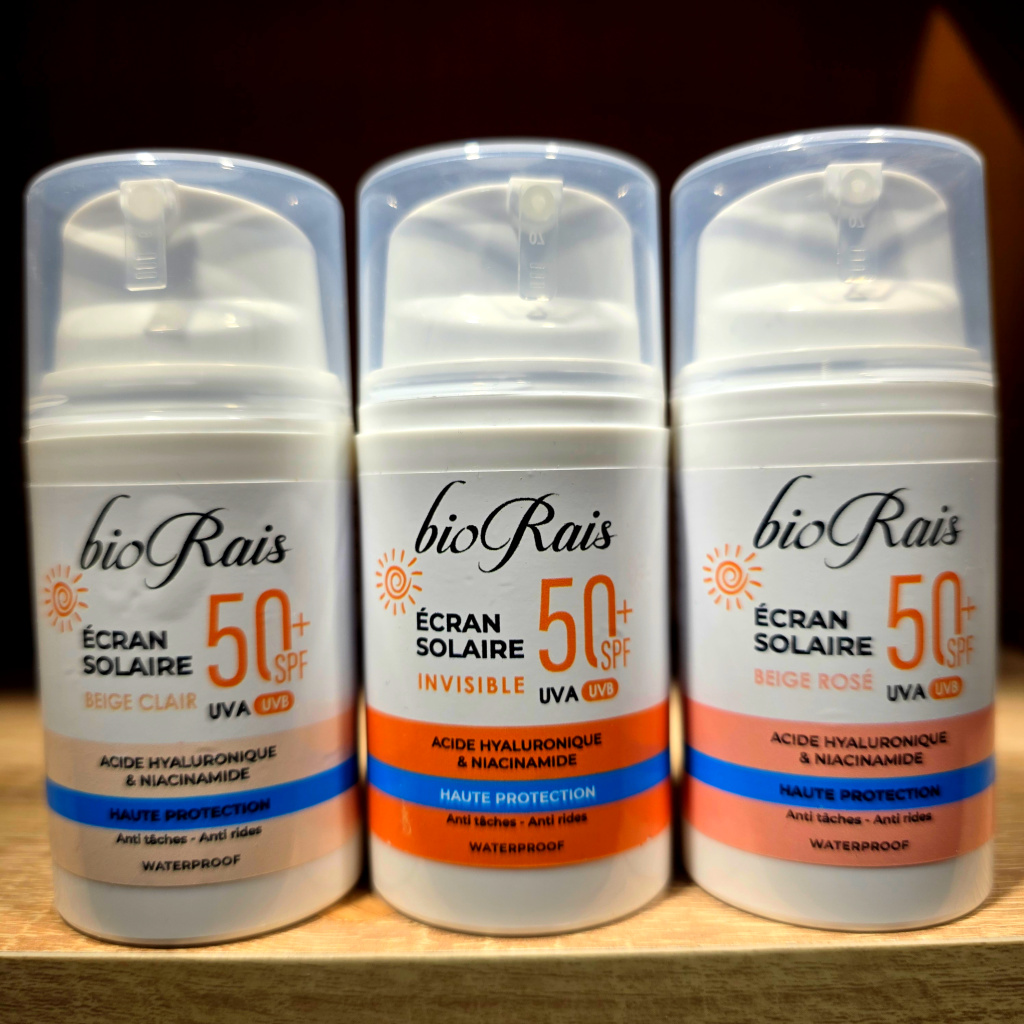 bioRais
ÉCRAN
SOLAIRE
50+
SPF
BEIGE CLAIR
UVA UVB
ACIDE HYALURONIQUE
& NIACINAMIDE
HAUTE PROTECTION
Anti tâches - Anti rides
WATERPROOF
bioRais
ÉCRAN
SOLAIRE
50+
SPF
INVISIBLE
UVA UVB
ACIDE HYALURONIQUE
& NIACINAMIDE
HAUTE PROTECTION
Anti tâches - Anti rides
WATERPROOF
bioRais
ÉCRAN
SOLAIRE
50+
SPF
BEIGE ROSÉ
UVA UVB
ACIDE HYALURONIQUE
& NIACINAMIDE
HAUTE PROTECTION
Anti tâches - Anti rides
WATERPROOF